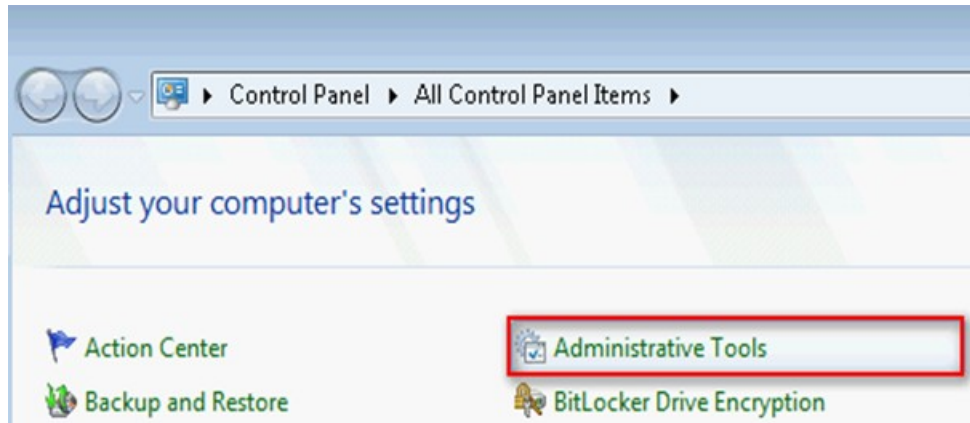 Control Panel All Control Panel Items
Adjust your computer's settings
Action Center Administrative Tools
Backup and Restore BitLocker Drive Encryption